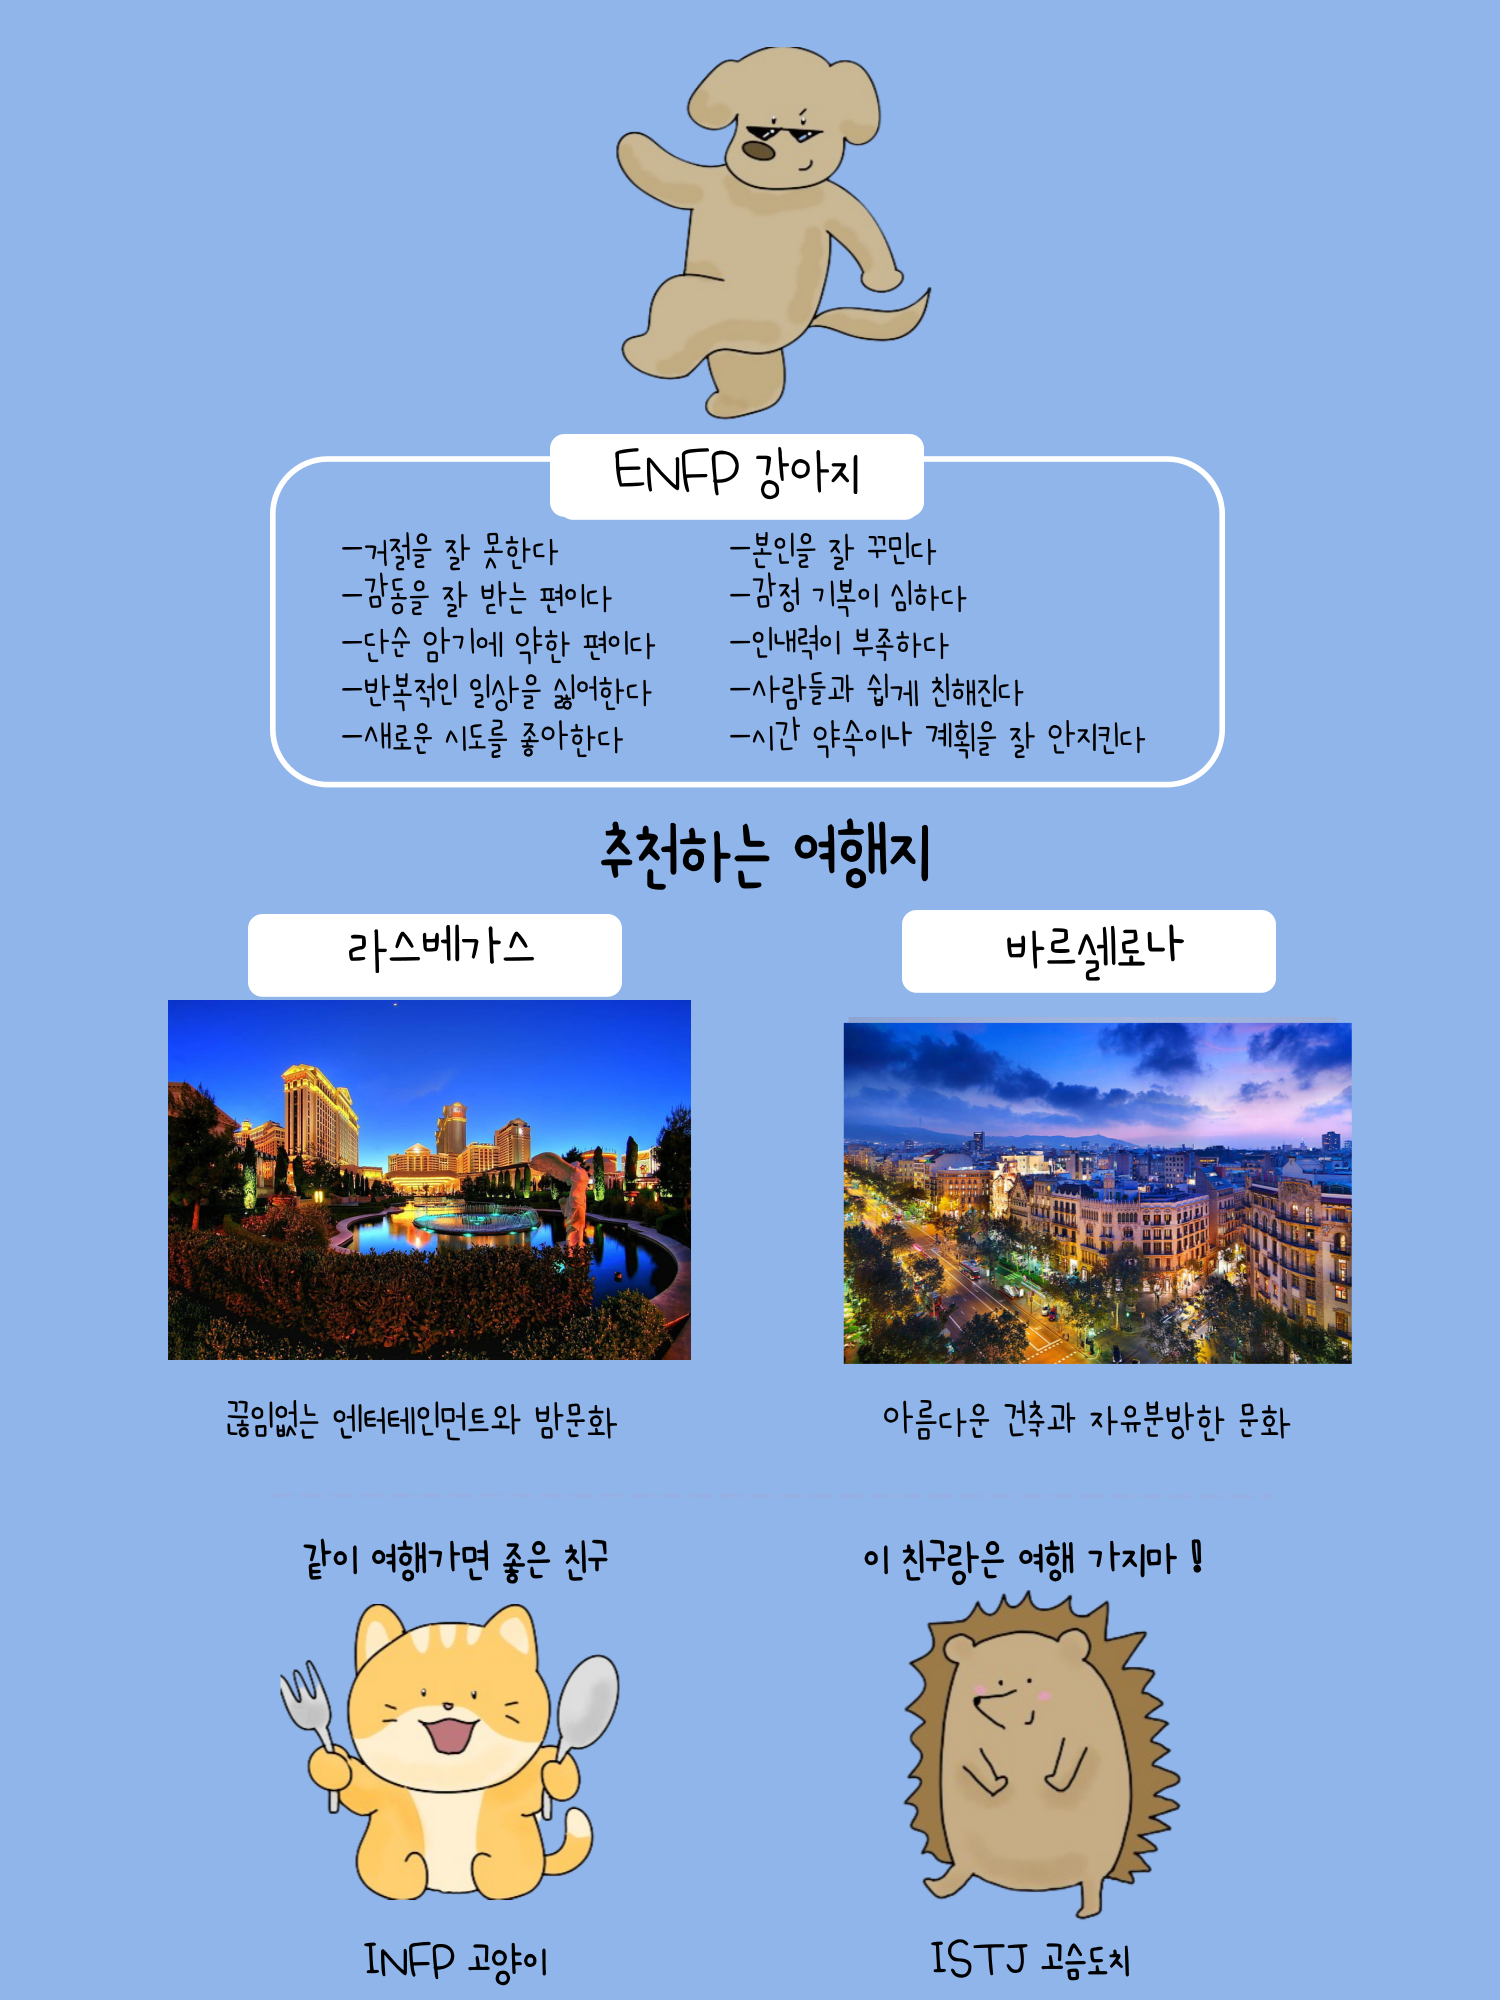 ENFP 강아지
-거절을 잘 못한다
-감동을 잘 받는 편이다
-단순 암기에 약한 편이다
-반복적인 일상을 싫어한다
-새로운 시도를 좋아한다
-본인을 잘 꾸민다
-감정 기복이 심하다
-인내력이 부족하다
-사람들과 쉽게 친해진다
-시간 약속이나 계획을 잘 안지킨다
추천하는 여행지
라스베가스
바르셀로나
끊임없는 엔터테인먼트와 밤문화
아름다운 건축과 자유분방한 문화
같이 여행가면 좋은 친구
이 친구랑은 여행 가지마 !
INFP 고양이
ISTJ 고슴도치